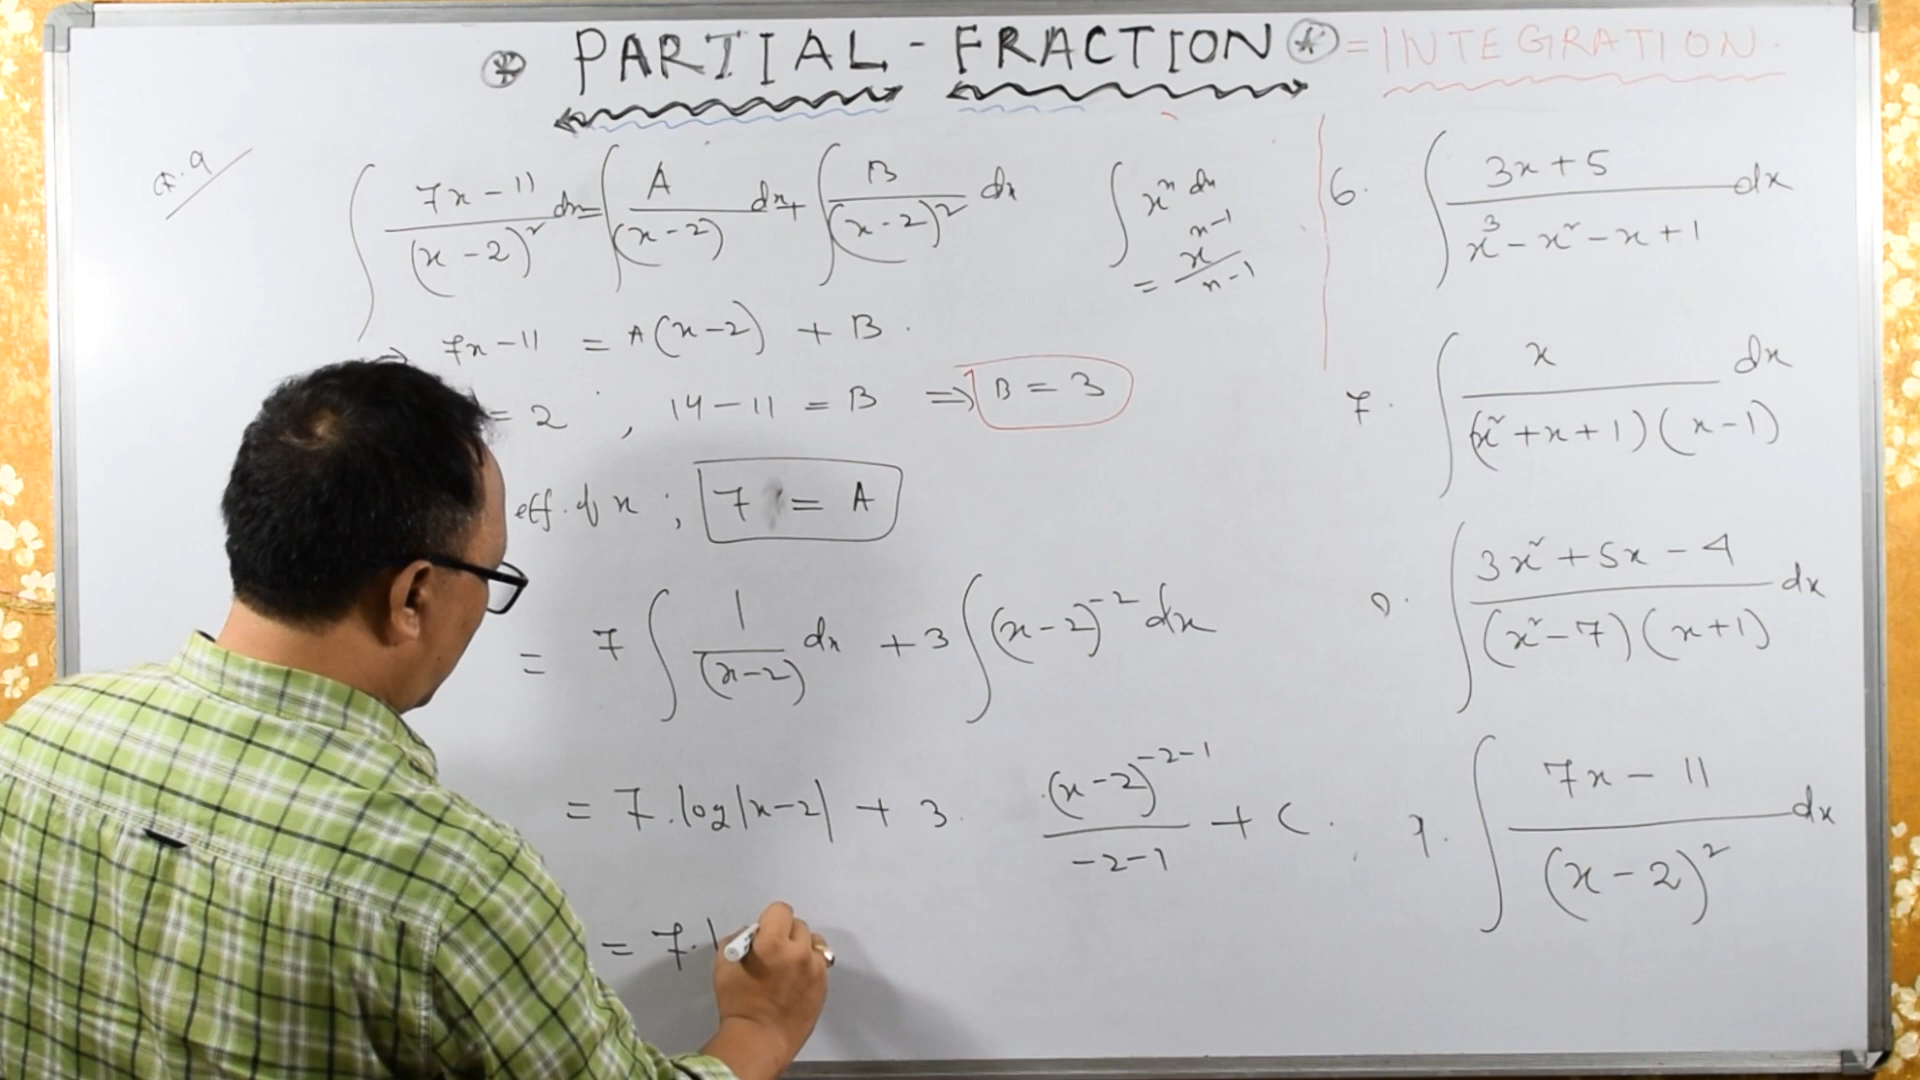 * PARTIAL - FRACTION * = INTEGRATION.
Q.9
∫ (7x - 11)/(x - 2)² dx = ∫ A/(x - 2) dx + ∫ B/(x - 2)² dx
∫ xⁿ dx
= xⁿ⁻¹/(n-1)
⇒ 7x - 11 = A(x - 2) + B.
= 2 , 14 - 11 = B ⇒ B = 3
eff. of x ; 7 = A
= 7 ∫ 1/(x-2) dx + 3 ∫ (x-2)⁻² dx
= 7.log|x-2| + 3. (x-2)⁻²⁻¹/(-2-1) + C.
= 7.l
6. ∫ (3x + 5)/(x³ - x² - x + 1) dx
7. ∫ x/((x² + x + 1)(x - 1)) dx
∫ (3x² + 5x - 4)/((x² - 7)(x + 1)) dx
9. ∫ (7x - 11)/(x - 2)² dx